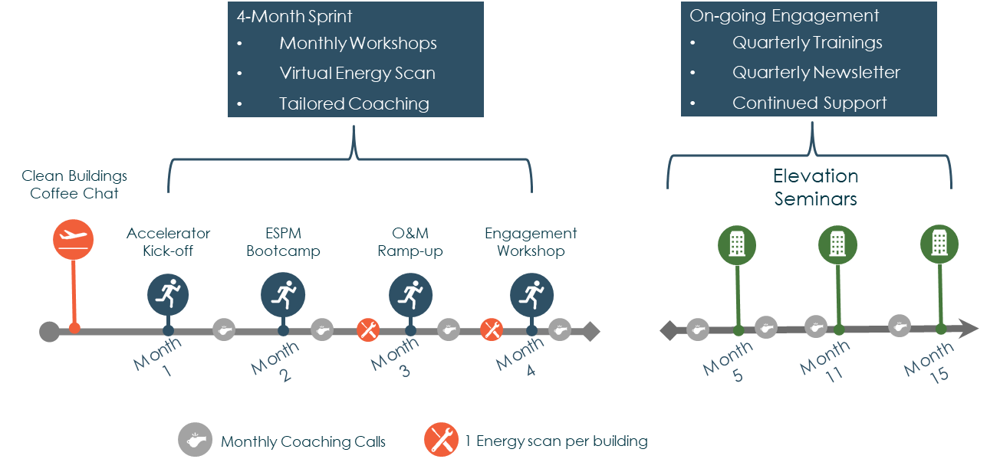 4-Month Sprint
• Monthly Workshops
• Virtual Energy Scan
• Tailored Coaching
On-going Engagement
• Quarterly Trainings
• Quarterly Newsletter
• Continued Support
Clean Buildings
Coffee Chat
Accelerator
Kick-off
ESPM
Bootcamp
O&M
Ramp-up
Engagement
Workshop
Elevation
Seminars
Month
1
Month
2
Month
3
Month
4
Month
5
Month
11
Month
15
Monthly Coaching Calls
1 Energy scan per building